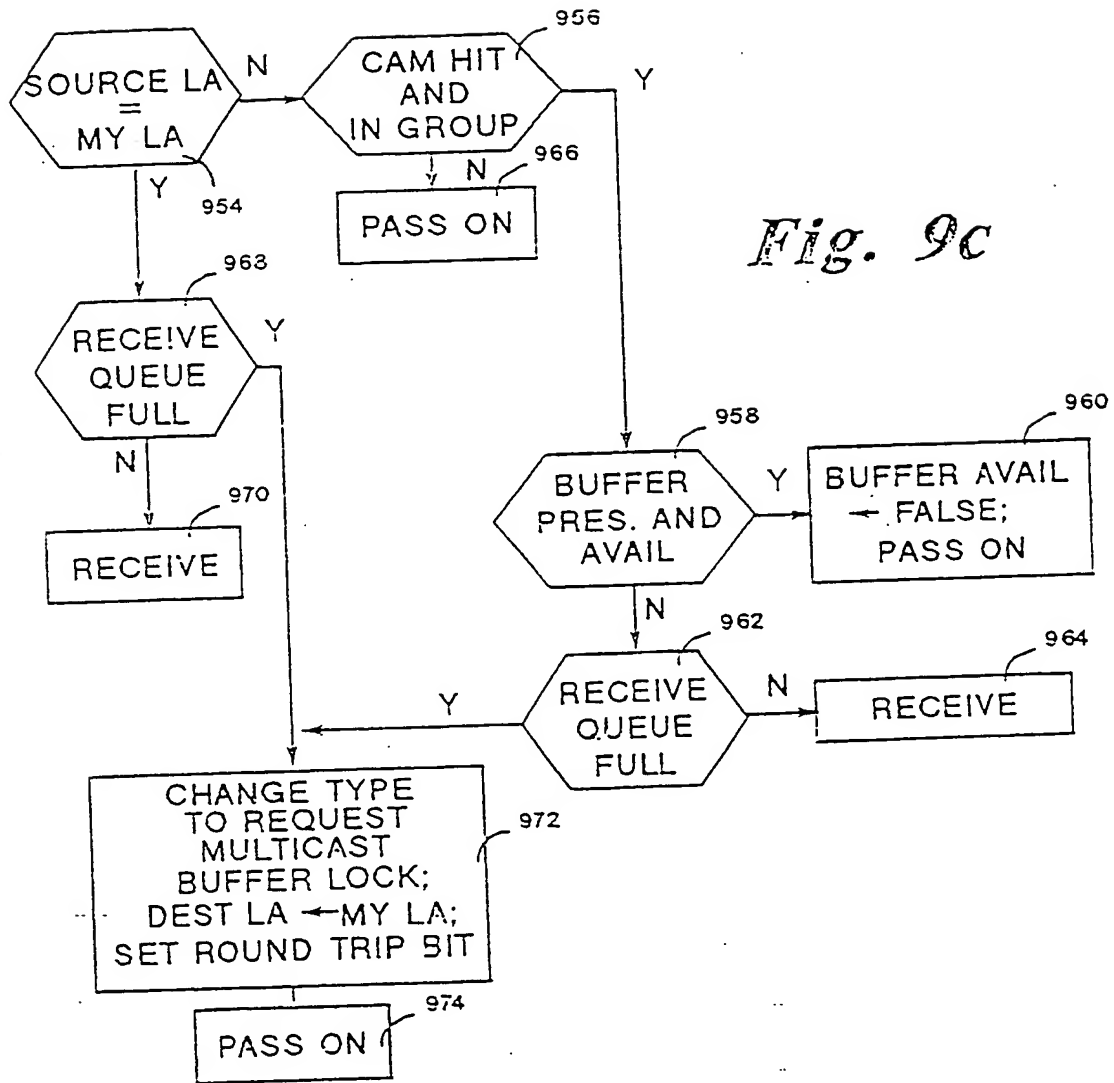 956
SOURCE LA
=
MY LA
954
N
Y
CAM HIT
AND
IN GROUP
Y
N
966
PASS ON
Fig. 9c
968
RECEIVE
QUEUE
FULL
Y
N
970
RECEIVE
958
BUFFER
PRES. AND
AVAIL
Y
N
960
BUFFER AVAIL
← FALSE;
PASS ON
962
RECEIVE
QUEUE
FULL
Y
N
964
RECEIVE
CHANGE TYPE
TO REQUEST
MULTICAST
BUFFER LOCK;
DEST LA ← MY LA;
SET ROUND TRIP BIT
972
974
PASS ON